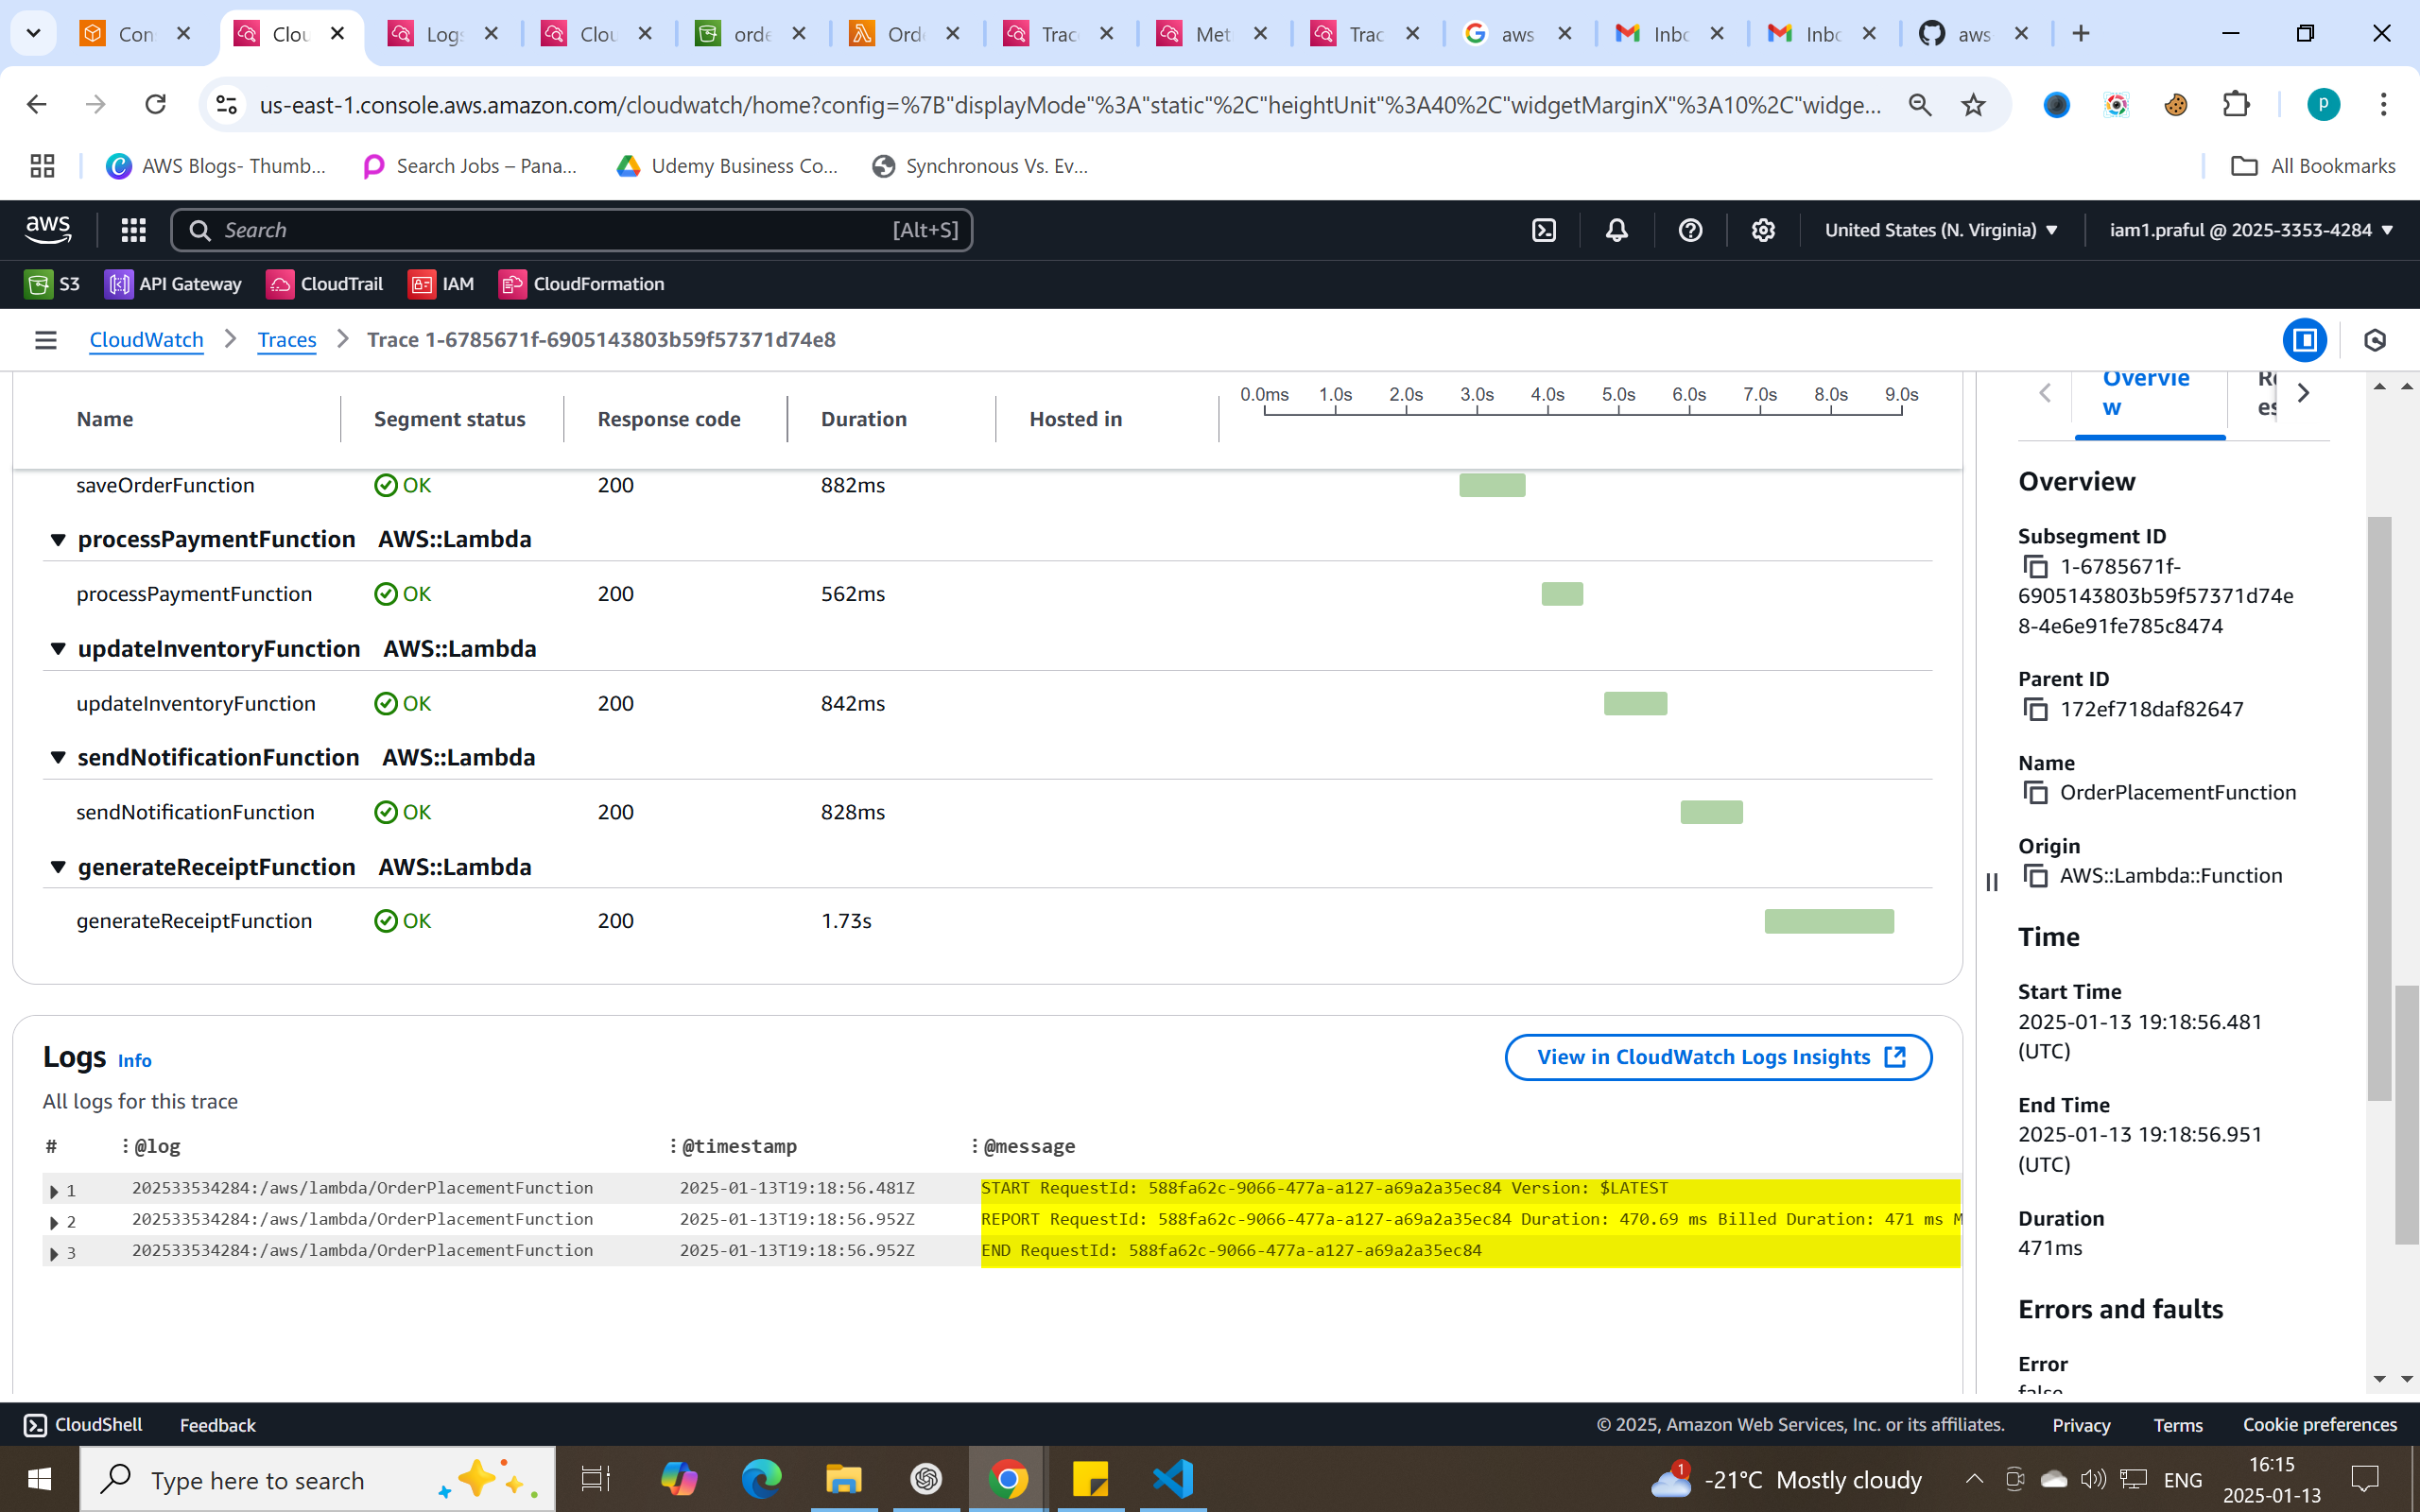 Con
Clou
Logs
Clou
orde
Orde
Trac
Met
Trac
aws
Inbo
Inbo
aws
us-east-1.console.aws.amazon.com/cloudwatch/home?config=%7B"displayMode"%3A"static"%2C"heightUnit"%3A40%2C"widgetMarginX"%3A10%2C"widge...
P
AWS Blogs- Thumb...
Search Jobs – Pana...
Udemy Business Co...
Synchronous Vs. Ev...
All Bookmarks
aws
Search
[Alt+S]
United States (N. Virginia)
iam1.praful @ 2025-3353-4284
S3
API Gateway
CloudTrail
IAM
CloudFormation
CloudWatch
Traces
Trace 1-6785671f-6905143803b59f57371d74e8
Name Segment status Response code Duration Hosted in
0.0ms 1.0s 2.0s 3.0s 4.0s 5.0s 6.0s 7.0s 8.0s 9.0s
saveOrderFunction OK 200 882ms
processPaymentFunction AWS::Lambda
processPaymentFunction OK 200 562ms
updateInventoryFunction AWS::Lambda
updateInventoryFunction OK 200 842ms
sendNotificationFunction AWS::Lambda
sendNotificationFunction OK 200 828ms
generateReceiptFunction AWS::Lambda
generateReceiptFunction OK 200 1.73s
Logs Info
View in CloudWatch Logs Insights
All logs for this trace
# @log @timestamp @message
1 202533534284:/aws/lambda/OrderPlacementFunction 2025-01-13T19:18:56.481Z START RequestId: 588fa62c-9066-477a-a127-a69a2a35ec84 Version: $LATEST
2 202533534284:/aws/lambda/OrderPlacementFunction 2025-01-13T19:18:56.952Z REPORT RequestId: 588fa62c-9066-477a-a127-a69a2a35ec84 Duration: 470.69 ms Billed Duration: 471 ms M
3 202533534284:/aws/lambda/OrderPlacementFunction 2025-01-13T19:18:56.952Z END RequestId: 588fa62c-9066-477a-a127-a69a2a35ec84
Overvie
w
es
Overview
Subsegment ID
1-6785671f-
6905143803b59f57371d74e
8-4e6e91fe785c8474
Parent ID
172ef718daf82647
Name
OrderPlacementFunction
Origin
AWS::Lambda::Function
Time
Start Time
2025-01-13 19:18:56.481
(UTC)
End Time
2025-01-13 19:18:56.951
(UTC)
Duration
471ms
Errors and faults
Error
false
CloudShell
Feedback
© 2025, Amazon Web Services, Inc. or its affiliates.
Privacy
Terms
Cookie preferences
Type here to search
1
-21°C Mostly cloudy
ENG
16:15
2025-01-13